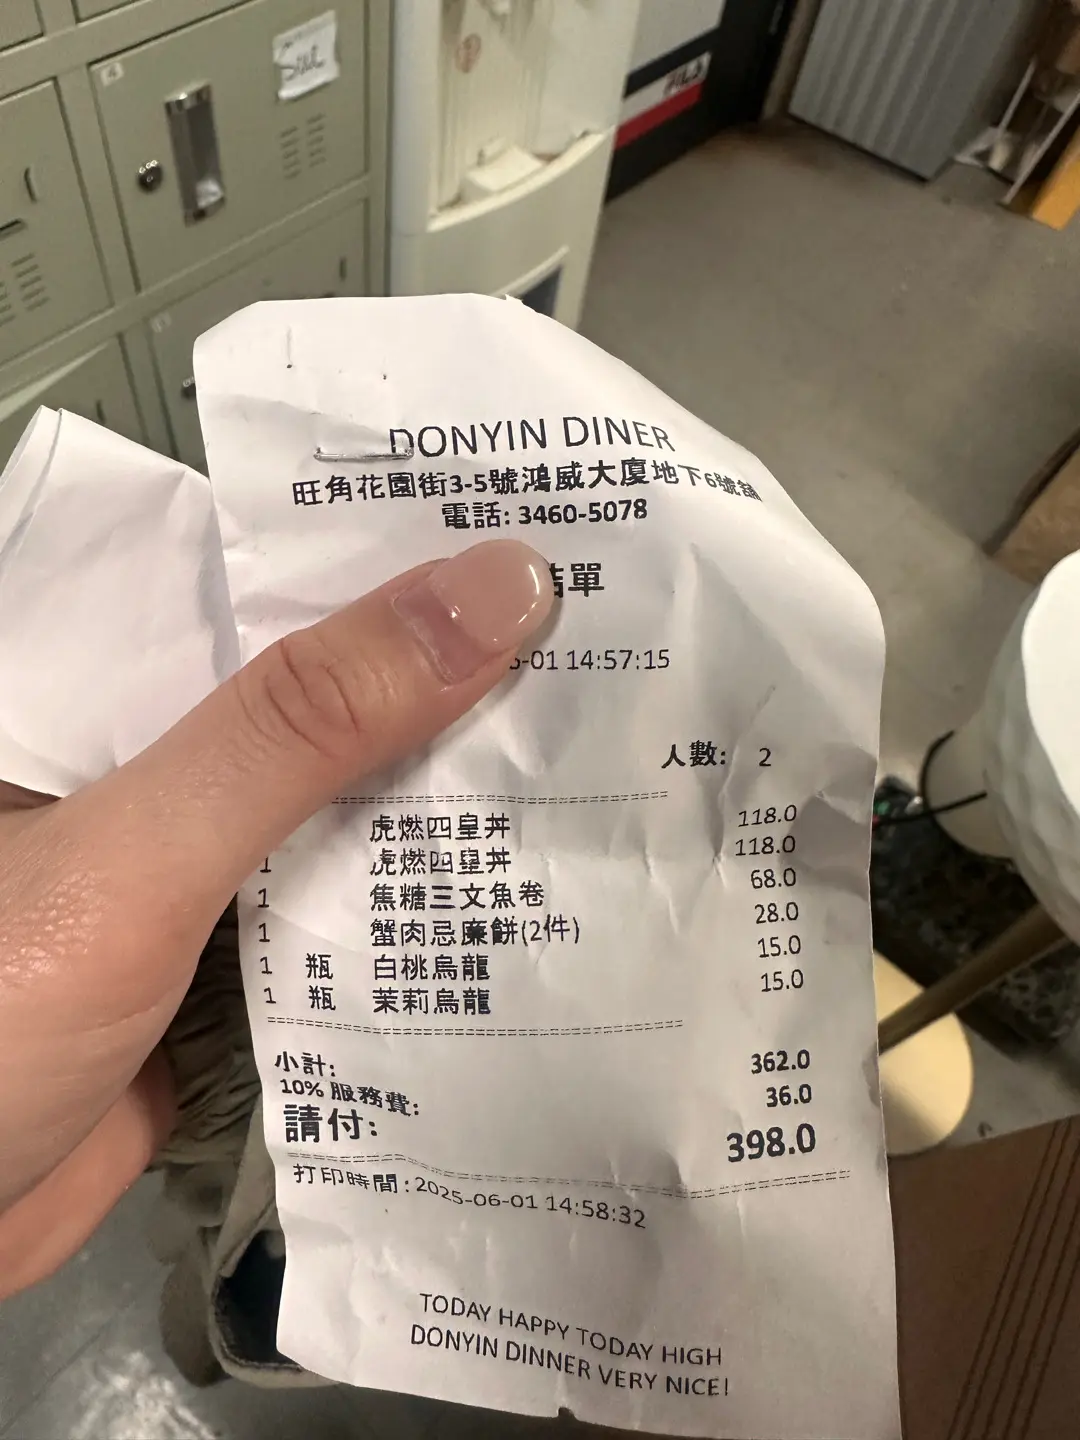 4
FILA
DONYIN DINER
旺角花園街3-5號鴻威大廈地下6號舖
電話: 3460-5078
結單
-01 14:57:15
人數: 2
虎燃四皇丼 118.0
1 虎燃四皇丼 118.0
1 焦糖三文魚卷 68.0
1 蟹肉忌廉餅(2件) 28.0
1 瓶 白桃烏龍 15.0
1 瓶 茉莉烏龍 15.0
小計: 362.0
10% 服務費: 36.0
請付: 398.0
打印時間: 2025-06-01 14:58:32
TODAY HAPPY TODAY HIGH
DONYIN DINNER VERY NICE!